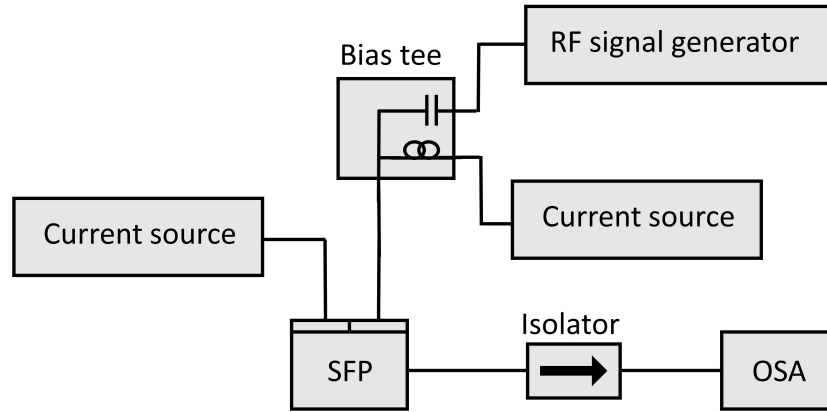 RF signal generator
Bias tee
Current source
Current source
Isolator
SFP
OSA